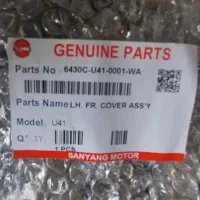 GENUINE PARTS
Parts No : 6430C-U41-0001-WA
Parts Name: LH. FR. COVER ASS'Y
Model: U41
Q' TY: 1 PCS
SANYANG MOTOR